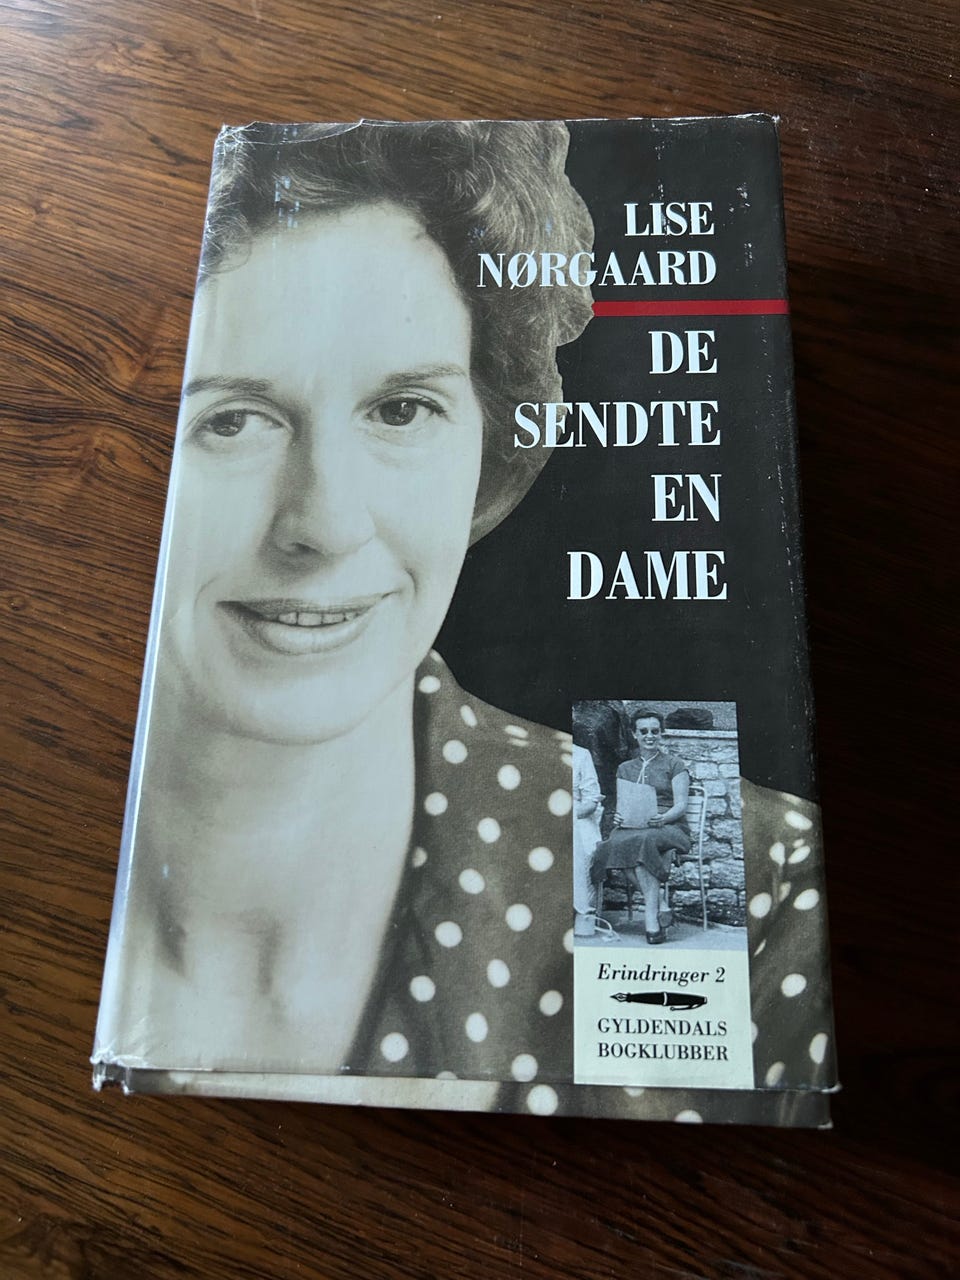 LISE
NØRGAARD
DE
SENDTE
EN
DAME
Erindringer 2
GYLDENDALS
BOGKLUBBER